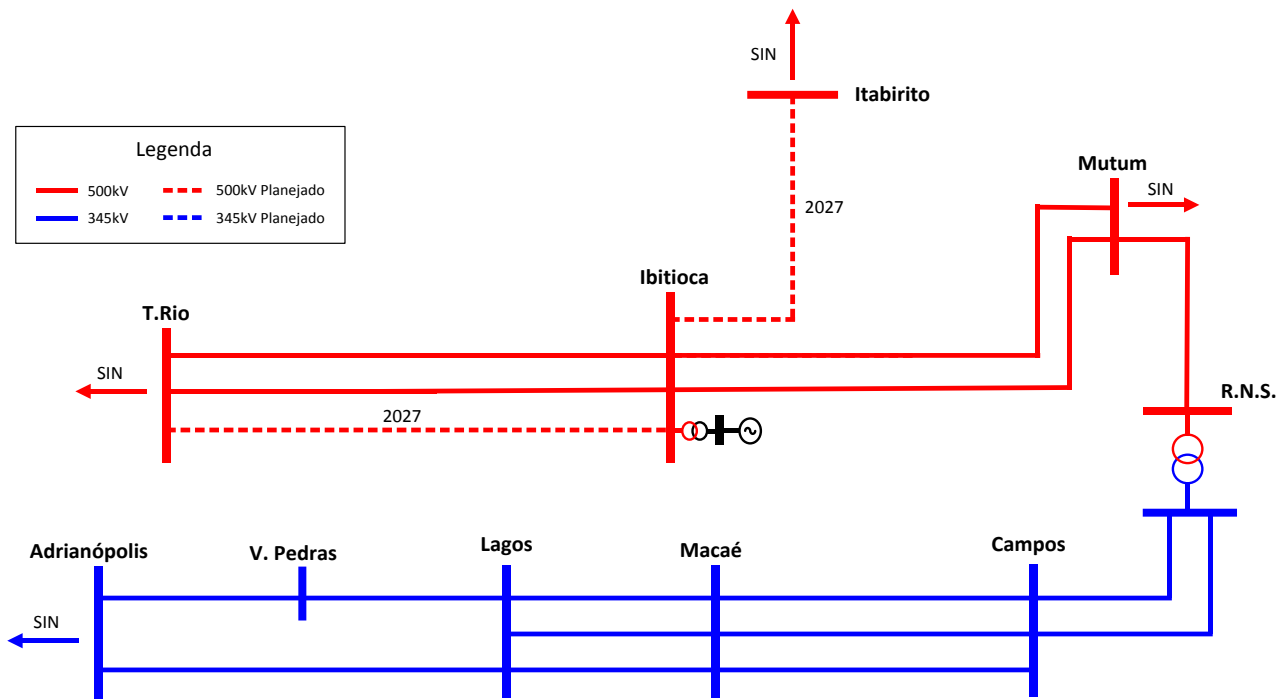 SIN
Itabirito
Legenda
500kV
500kV Planejado
345kV
345kV Planejado
Mutum
SIN
2027
Ibitioca
T.Rio
SIN
R.N.S.
2027
Adrianópolis
V. Pedras
Lagos
Macaé
Campos
SIN